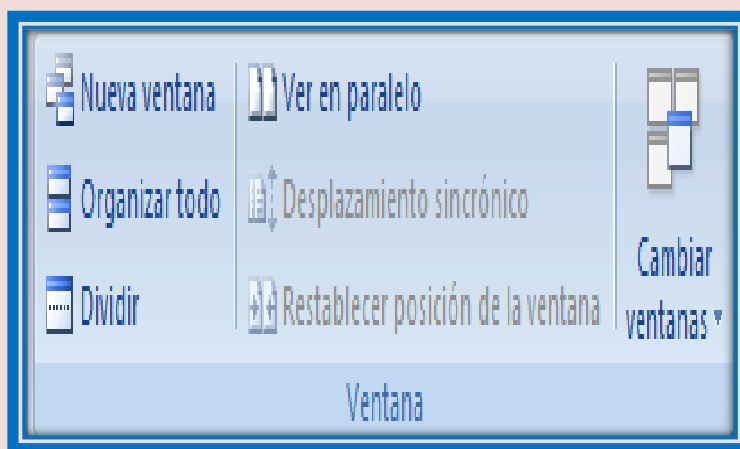 Nueva ventana
Organizar todo
Dividir
Ver en paralelo
Desplazamiento sincrónico
Restablecer posición de la ventana
Cambiar
ventanas
Ventana